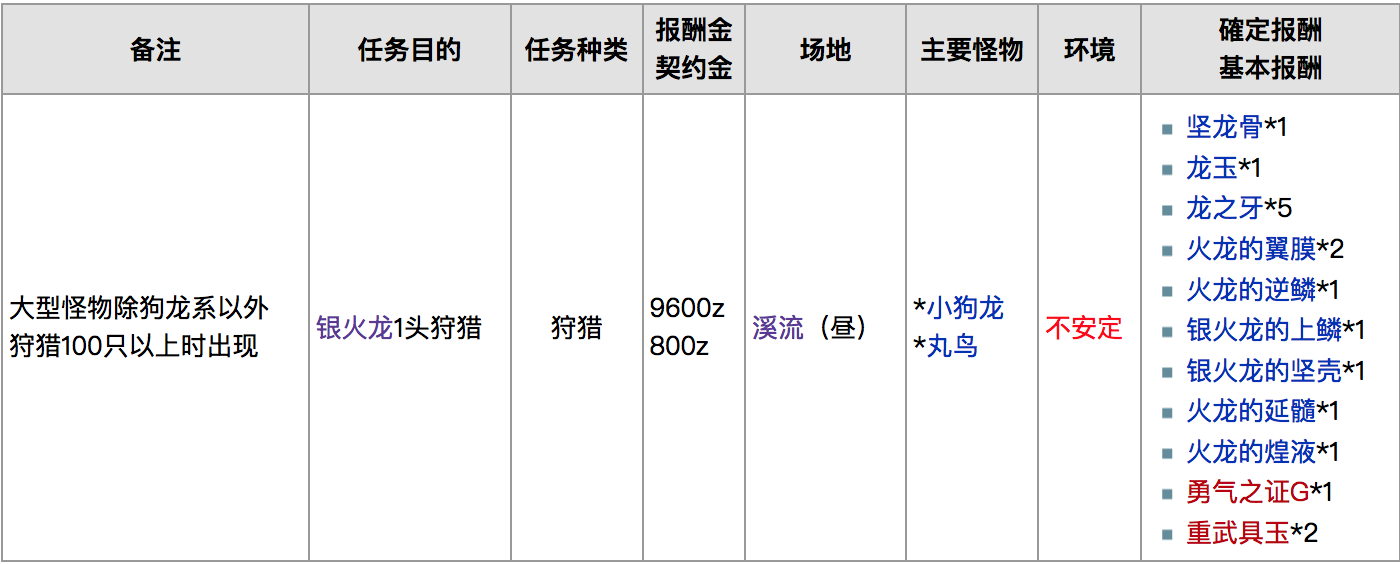 备注
任务目的
任务种类
报酬金
契约金
场地
主要怪物
环境
確定报酬
基本报酬
大型怪物除狗龙系以外
狩猎100只以上时出现
银火龙1头狩猎
狩猎
9600z
800z
溪流（昼）
*小狗龙
*丸鸟
不安定
坚龙骨*1
龙玉*1
龙之牙*5
火龙的翼膜*2
火龙的逆鳞*1
银火龙的上鳞*1
银火龙的坚壳*1
火龙的延髓*1
火龙的煌液*1
勇气之证G*1
重武具玉*2